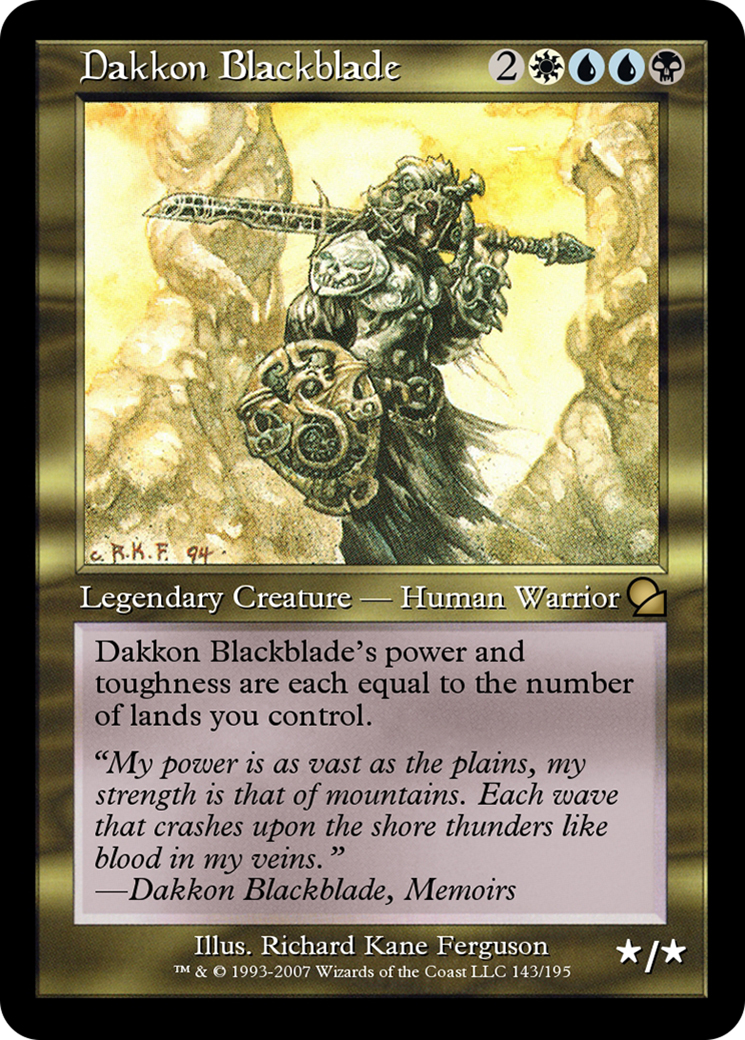 Dakkon Blackblade 2
c. R.K.F. 94
Legendary Creature — Human Warrior
Dakkon Blackblade's power and
toughness are each equal to the number
of lands you control.
“My power is as vast as the plains, my
strength is that of mountains. Each wave
that crashes upon the shore thunders like
blood in my veins.”
—Dakkon Blackblade, Memoirs
Illus. Richard Kane Ferguson
™ & © 1993-2007 Wizards of the Coast LLC 143/195
★/★